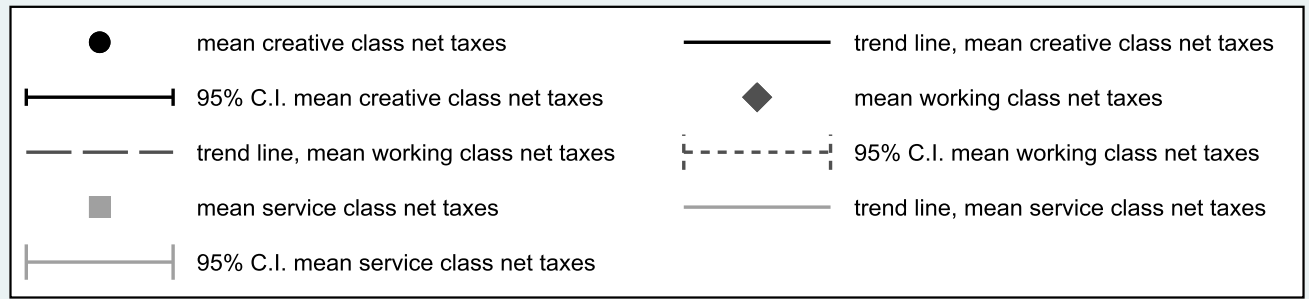 mean creative class net taxes
trend line, mean creative class net taxes
95% C.I. mean creative class net taxes
mean working class net taxes
trend line, mean working class net taxes
95% C.I. mean working class net taxes
mean service class net taxes
trend line, mean service class net taxes
95% C.I. mean service class net taxes